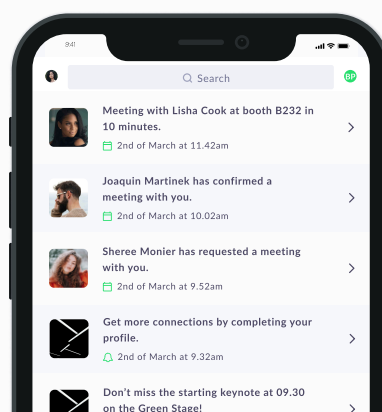 9:41
Search
BP
Meeting with Lisha Cook at booth B232 in
10 minutes.
2nd of March at 11.42am
Joaquin Martinek has confirmed a
meeting with you.
2nd of March at 10.02am
Sheree Monier has requested a meeting
with you.
2nd of March at 9.52am
Get more connections by completing your
profile.
2nd of March at 9.32am
Don't miss the starting keynote at 09.30
on the Green Stage!